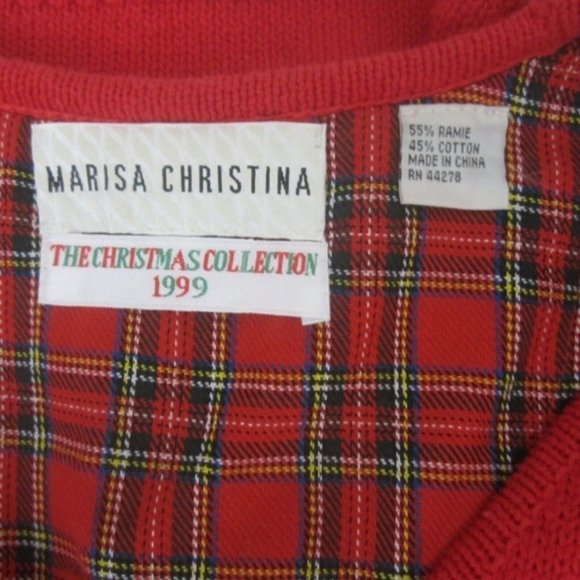 MARISA CHRISTINA
THE CHRISTMAS COLLECTION
1999
55% RAMIE
45% COTTON
MADE IN CHINA
RN 44278